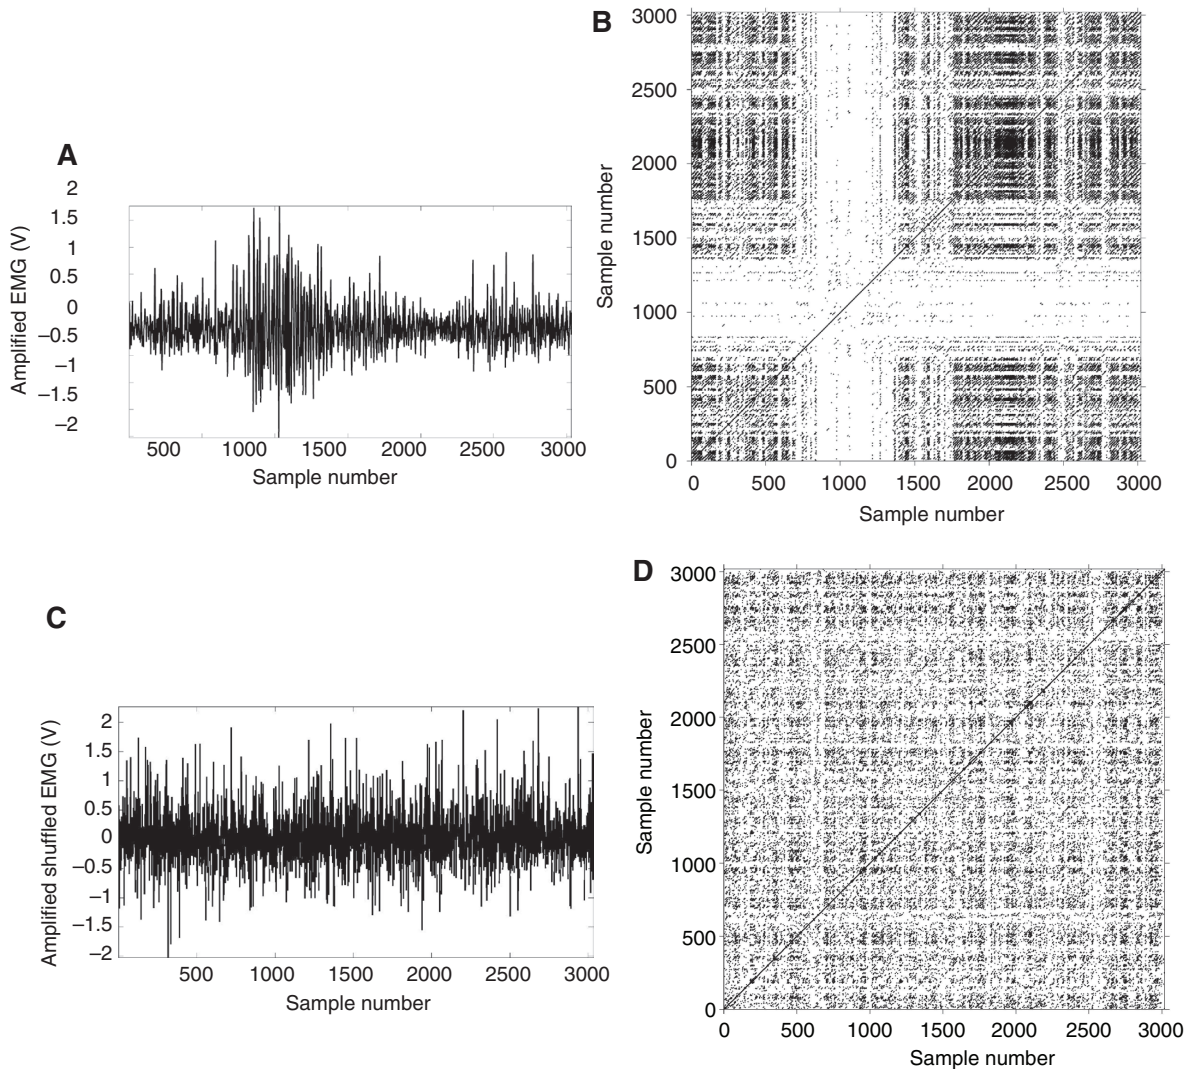 A
2
1.5
1
0.5
0
−0.5
−1
−1.5
−2
Amplified EMG (V)
500 1000 1500 2000 2500 3000
Sample number
B
3000
2500
2000
1500
1000
500
0
Sample number
0 500 1000 1500 2000 2500 3000
Sample number
C
2
1.5
1
0.5
0
−0.5
−1
−1.5
−2
Amplified shuffled EMG (V)
500 1000 1500 2000 2500 3000
Sample number
D
3000
2500
2000
1500
1000
500
0
Sample number
0 500 1000 1500 2000 2500 3000
Sample number